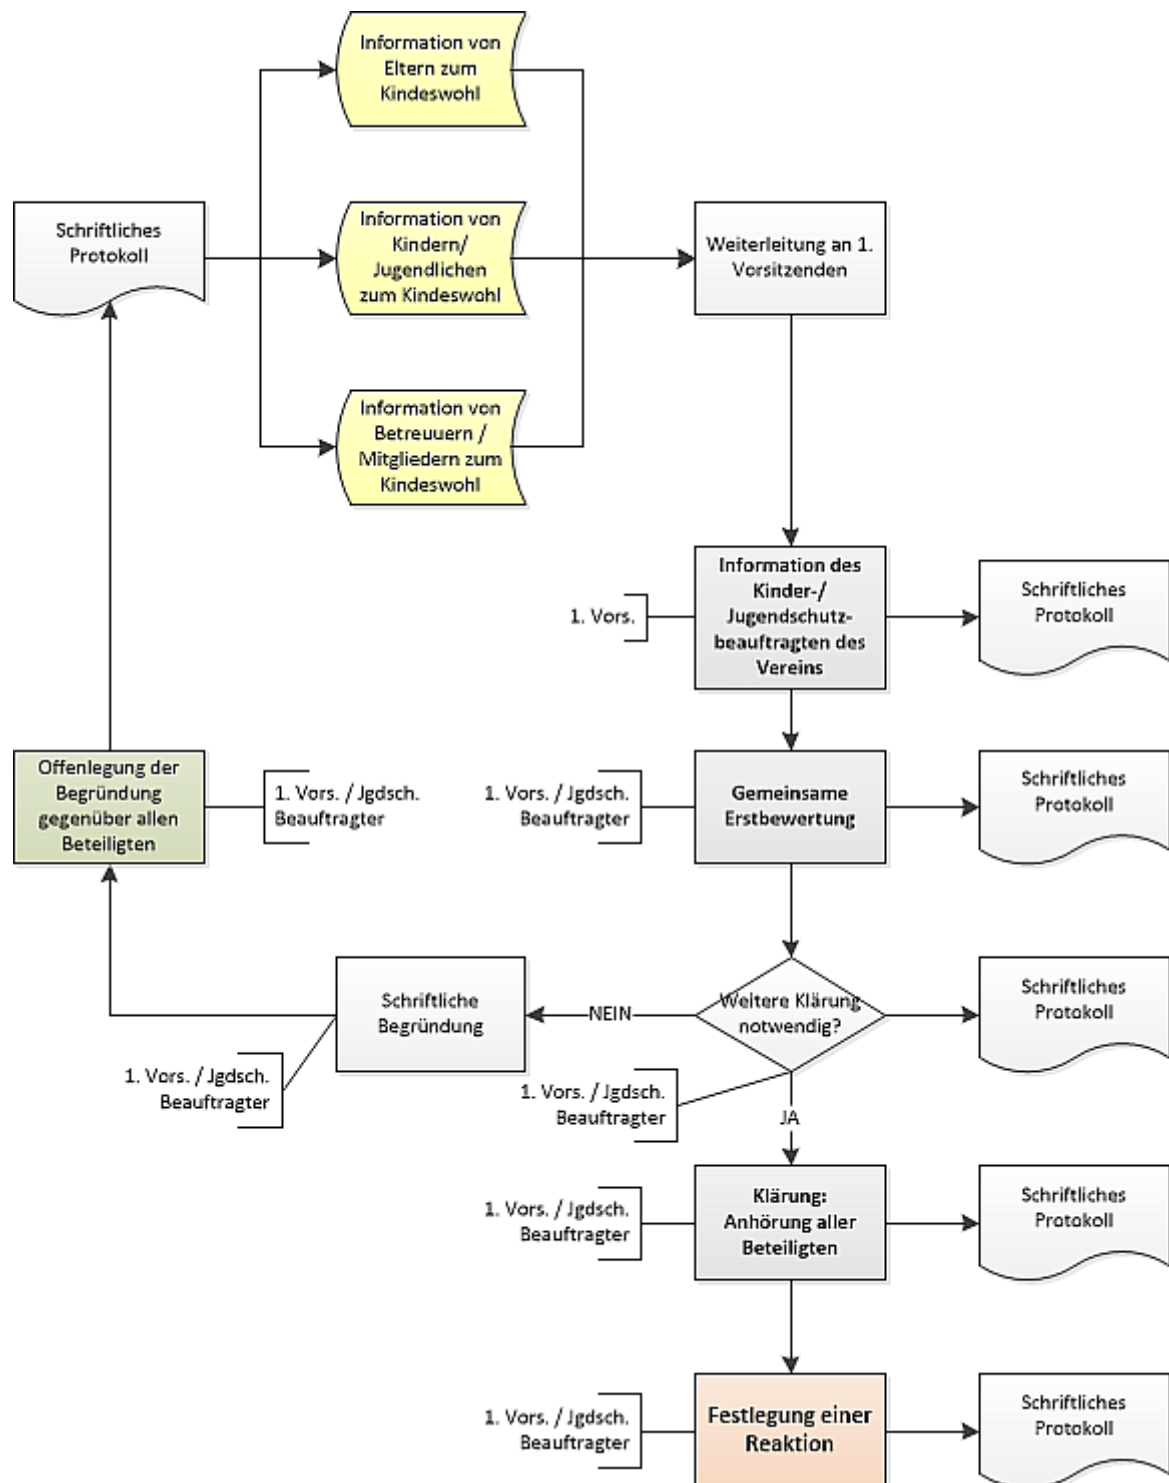 Information von
Eltern zum
Kindeswohl
Schriftliches
Protokoll
Information von
Kindern/
Jugendlichen
zum Kindeswohl
Weiterleitung an 1.
Vorsitzenden
Information von
Betreuuern /
Mitgliedern zum
Kindeswohl
1. Vors.
Information des
Kinder-/
Jugendschutz-
beauftragten des
Vereins
Schriftliches
Protokoll
Offenlegung der
Begründung
gegenüber allen
Beteiligten
1. Vors. / Jgdsch.
Beauftragter
1. Vors. / Jgdsch.
Beauftragter
Gemeinsame
Erstbewertung
Schriftliches
Protokoll
Schriftliche
Begründung
NEIN
Weitere Klärung
notwendig?
Schriftliches
Protokoll
1. Vors. / Jgdsch.
Beauftragter
1. Vors. / Jgdsch.
Beauftragter
JA
1. Vors. / Jgdsch.
Beauftragter
Klärung:
Anhörung aller
Beteiligten
Schriftliches
Protokoll
1. Vors. / Jgdsch.
Beauftragter
Festlegung einer
Reaktion
Schriftliches
Protokoll